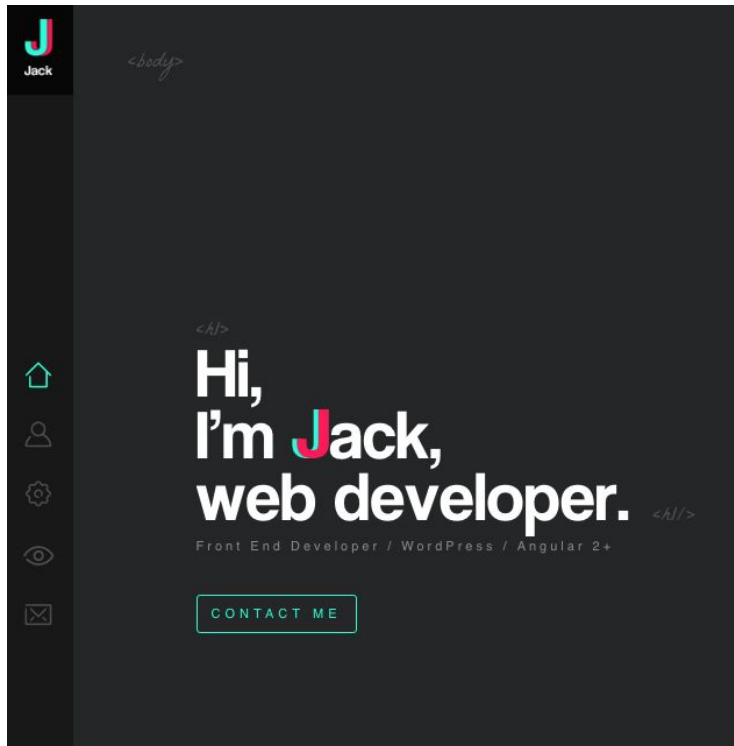 J
Jack
<body>
<h1>
Hi,
I'm Jack,
web developer. <h1/>
Front End Developer / WordPress / Angular 2+
CONTACT ME